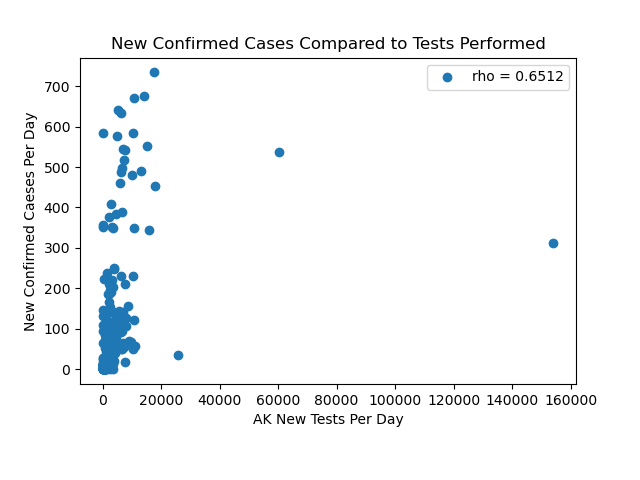 New Confirmed Cases Compared to Tests Performed
rho = 0.6512
New Confirmed Caeses Per Day
700
600
500
400
300
200
100
0
0 20000 40000 60000 80000 100000 120000 140000 160000
AK New Tests Per Day